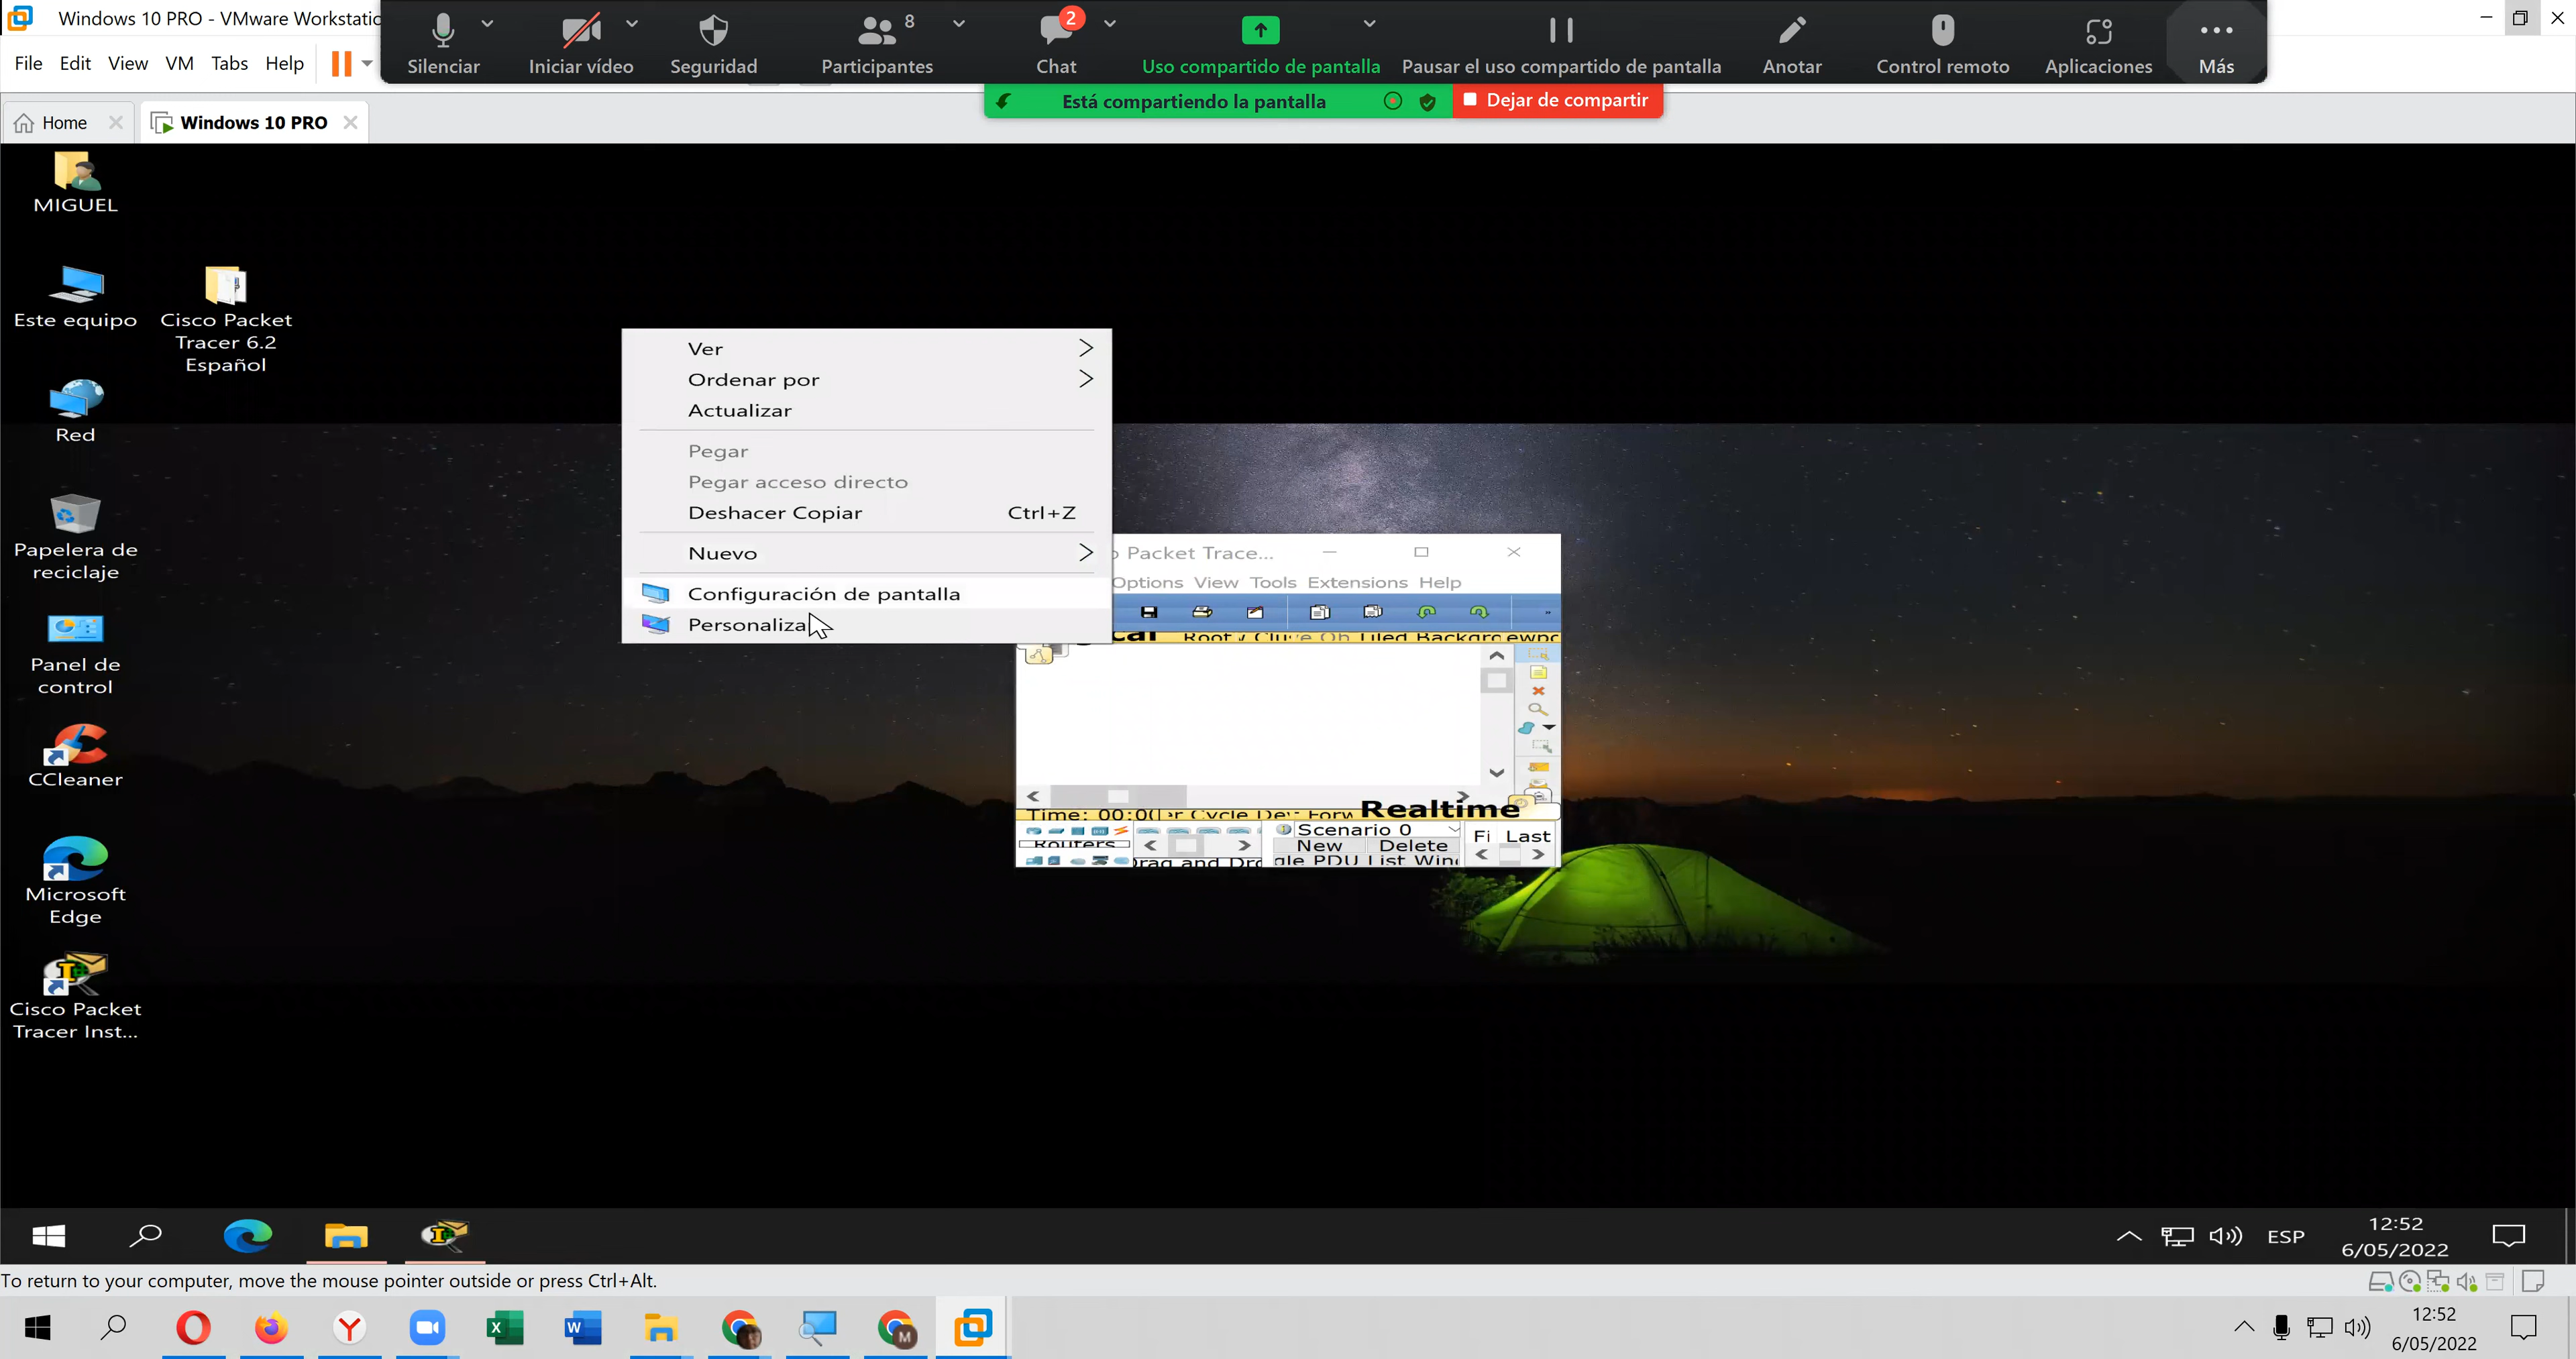 Windows 10 PRO - VMware Workstatio
File Edit View VM Tabs Help
Silenciar
Iniciar vídeo
Seguridad
8
Participantes
2
Chat
Uso compartido de pantalla
Pausar el uso compartido de pantalla
Anotar
Control remoto
Aplicaciones
Más
Está compartiendo la pantalla
Dejar de compartir
Home
Windows 10 PRO
MIGUEL
Este equipo
Cisco Packet
Tracer 6.2
Español
Red
Papelera de
reciclaje
Panel de
control
CCleaner
Microsoft
Edge
Cisco Packet
Tracer Inst...
Ver
Ordenar por
Actualizar
Pegar
Pegar acceso directo
Deshacer Copiar Ctrl+Z
Nuevo
Configuración de pantalla
Personaliza
Packet Trace...
Options View Tools Extensions Help
Root
Realtime
Scenario 0
Routers
New Delete
Fi Last
12:52
ESP
6/05/2022
To return to your computer, move the mouse pointer outside or press Ctrl+Alt.
12:52
6/05/2022